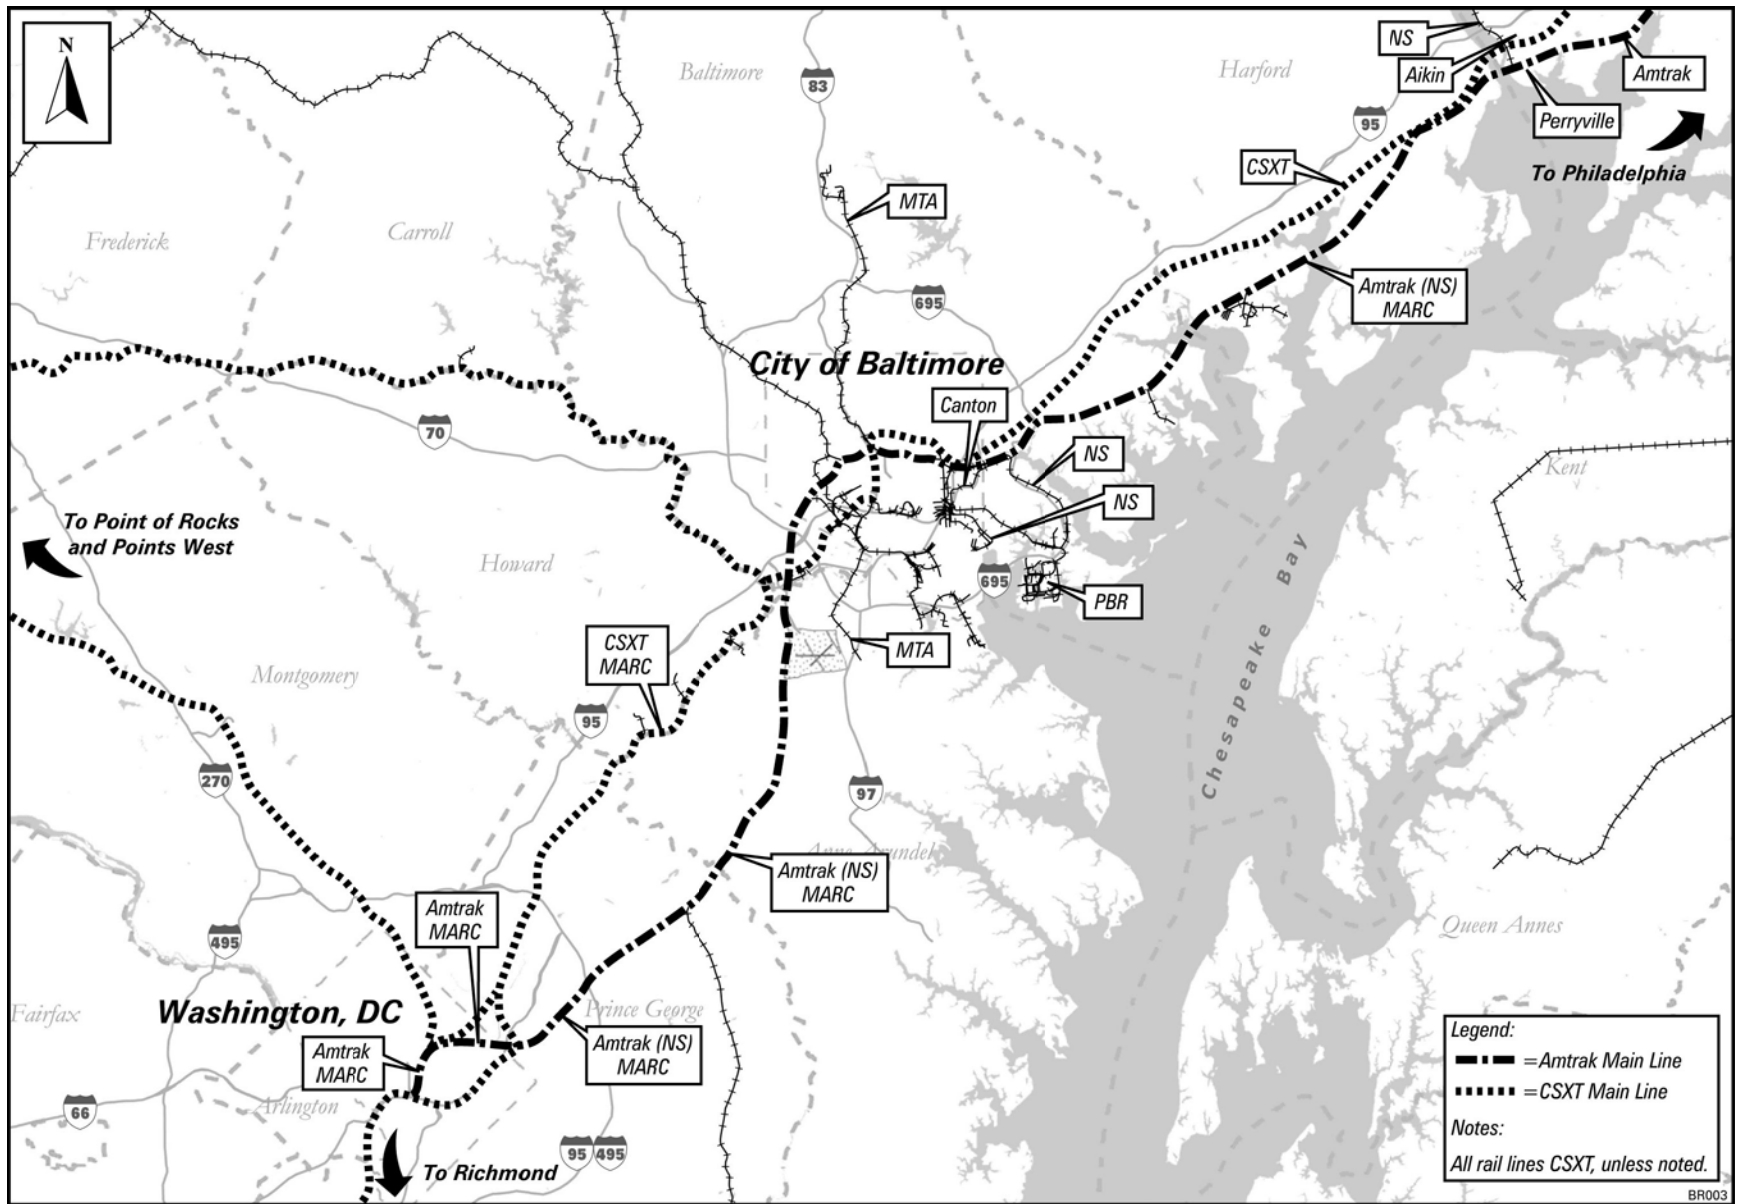 N
Baltimore
83
Harford
NS
Aikin
Amtrak
Perryville
95
To Philadelphia
CSXT
MTA
Frederick
Carroll
695
Amtrak (NS)
MARC
City of Baltimore
Canton
70
NS
Kent
NS
To Point of Rocks
and Points West
Howard
695
PBR
CSXT
MARC
MTA
Montgomery
95
270
97
Chesapeake Bay
Anne Arundel
Amtrak (NS)
MARC
Amtrak
MARC
495
Queen Annes
Fairfax
Washington, DC
Prince George
Amtrak
MARC
Amtrak (NS)
MARC
Arlington
66
95
495
To Richmond
Legend:
=Amtrak Main Line
=CSXT Main Line
Notes:
All rail lines CSXT, unless noted.
BR003